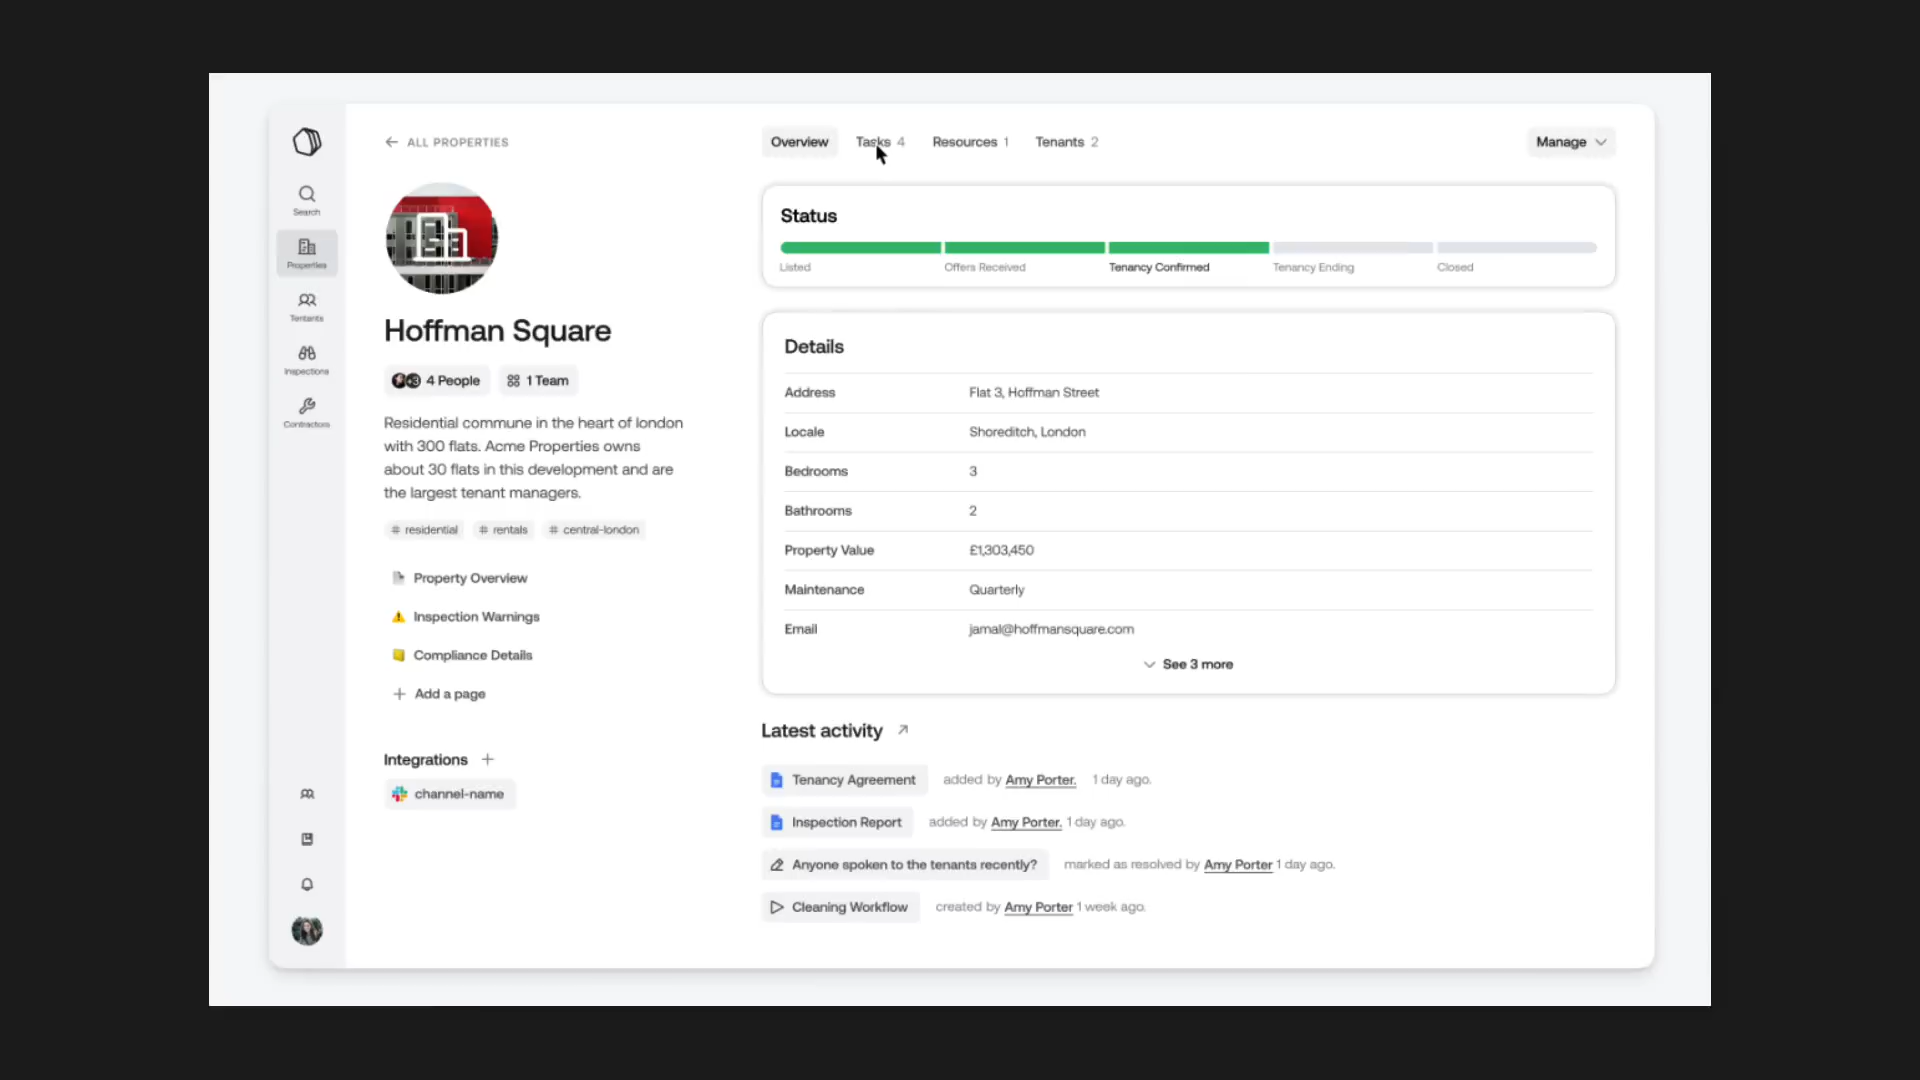 ALL PROPERTIES
Overview
Tasks 4
Resources 1
Tenants 2
Manage
Search
Properties
Tentants
Inspections
Contractors
Hoffman Square
+3 4 People
1 Team
Residential commune in the heart of london
with 300 flats. Acme Properties owns
about 30 flats in this development and are
the largest tenant managers.
# residential
# rentals
# central-london
Property Overview
Inspection Warnings
Compliance Details
+ Add a page
Integrations +
channel-name
Status
Listed
Offers Received
Tenancy Confirmed
Tenancy Ending
Closed
Details
Address Flat 3, Hoffman Street
Locale Shoreditch, London
Bedrooms 3
Bathrooms 2
Property Value £1,303,450
Maintenance Quarterly
Email jamal@hoffmansquare.com
See 3 more
Latest activity
Tenancy Agreement added by Amy Porter. 1 day ago.
Inspection Report added by Amy Porter. 1 day ago.
Anyone spoken to the tenants recently? marked as resolved by Amy Porter 1 day ago.
Cleaning Workflow created by Amy Porter 1 week ago.